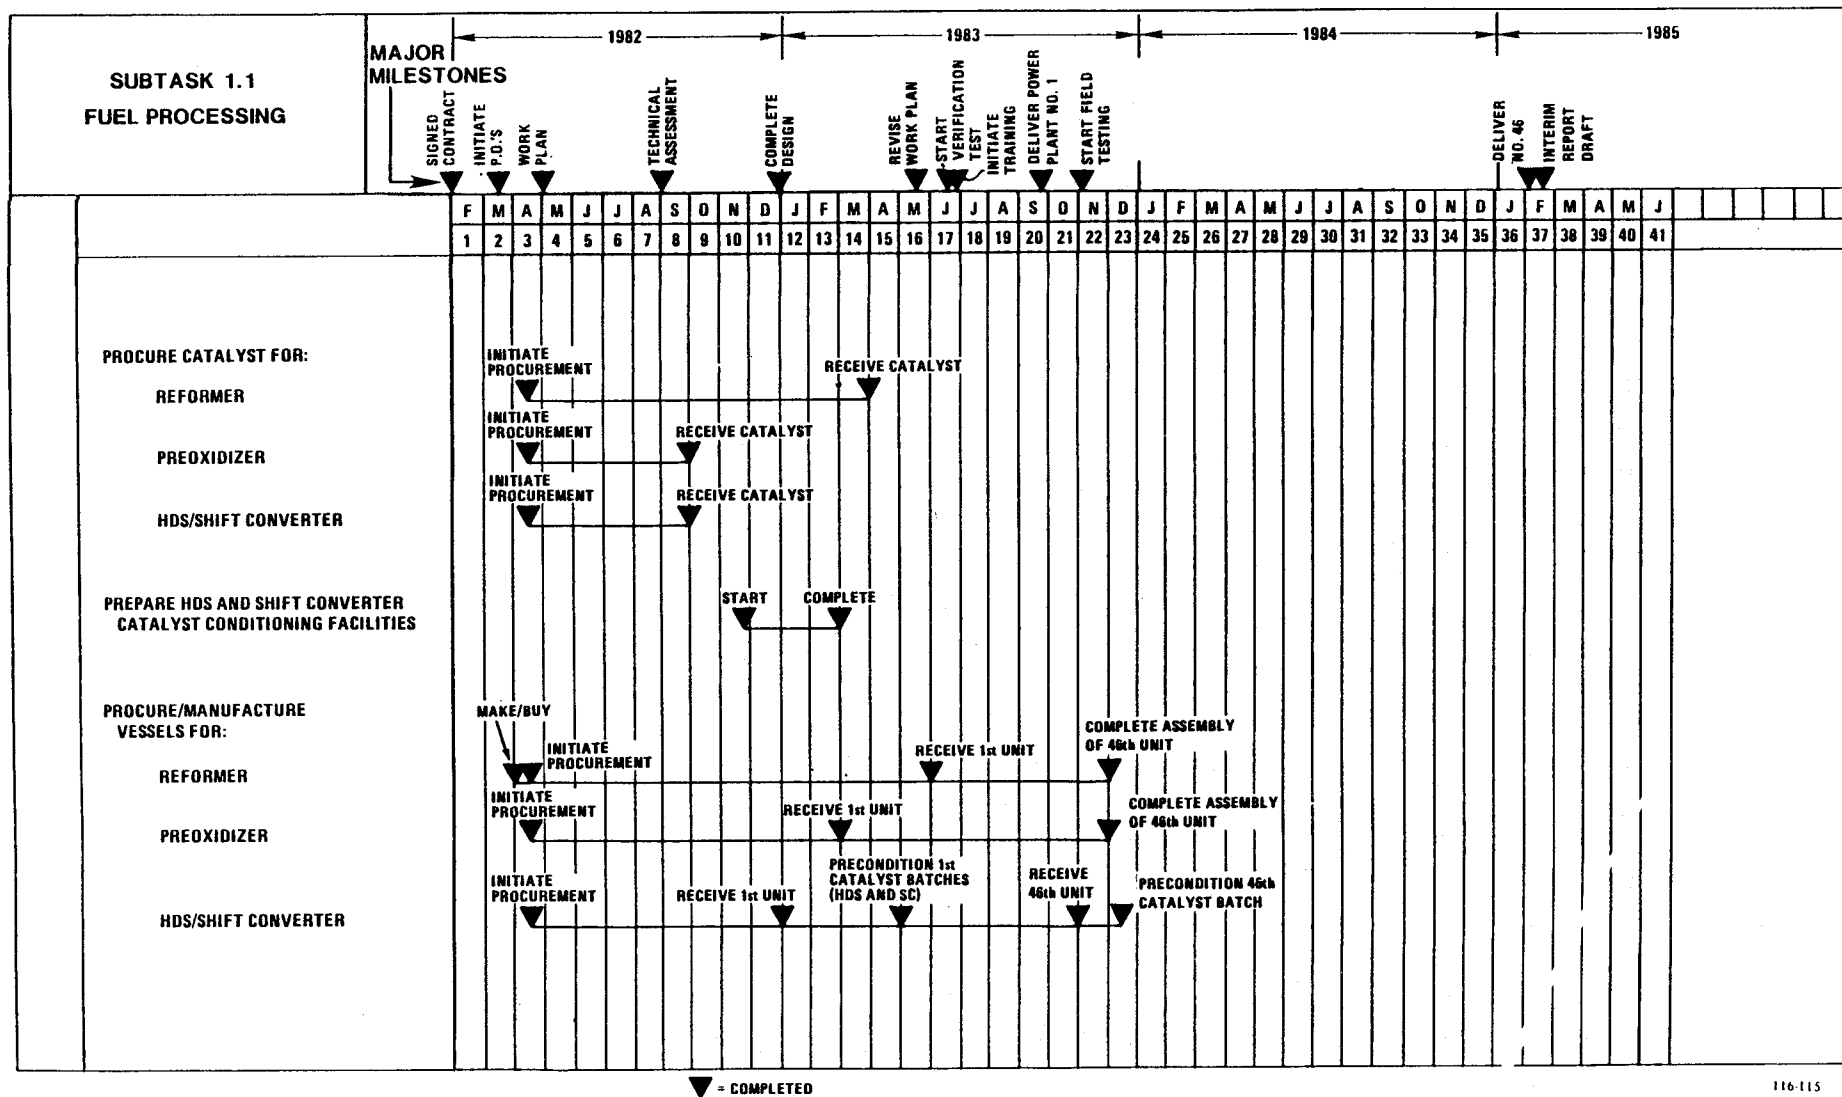 SUBTASK 1.1
FUEL PROCESSING
MAJOR
MILESTONES
1982
1983
1984
1985
SIGNED
CONTRACT
INITIATE
P.O.'S
WORK
PLAN
TECHNICAL
ASSESSMENT
COMPLETE
DESIGN
REVISE
WORK PLAN
START
VERIFICATION
TEST
INITIATE
TRAINING
DELIVER POWER
PLANT NO. 1
START FIELD
TESTING
DELIVER
NO. 46
INTERIM
REPORT
DRAFT
F M A M J J A S O N D J F M A M J J A S O N D J F M A M J J A S O N D J F M A M J
1 2 3 4 5 6 7 8 9 10 11 12 13 14 15 16 17 18 19 20 21 22 23 24 25 26 27 28 29 30 31 32 33 34 35 36 37 38 39 40 41
PROCURE CATALYST FOR:
INITIATE
PROCUREMENT
RECEIVE CATALYST
REFORMER
INITIATE
PROCUREMENT
RECEIVE CATALYST
PREOXIDIZER
INITIATE
PROCUREMENT
RECEIVE CATALYST
HDS/SHIFT CONVERTER
PREPARE HDS AND SHIFT CONVERTER
CATALYST CONDITIONING FACILITIES
START
COMPLETE
PROCURE/MANUFACTURE
VESSELS FOR:
MAKE/BUY
INITIATE
PROCUREMENT
RECEIVE 1st UNIT
COMPLETE ASSEMBLY
OF 46th UNIT
REFORMER
INITIATE
PROCUREMENT
RECEIVE 1st UNIT
COMPLETE ASSEMBLY
OF 46th UNIT
PREOXIDIZER
INITIATE
PROCUREMENT
RECEIVE 1st UNIT
PRECONDITION 1st
CATALYST BATCHES
(HDS AND SC)
RECEIVE
46th UNIT
PRECONDITION 46th
CATALYST BATCH
HDS/SHIFT CONVERTER
▼ = COMPLETED
116-115